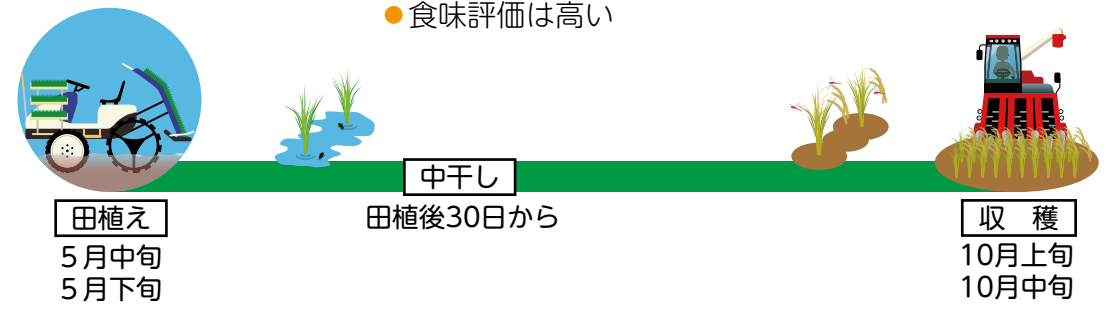 ●食味評価は高い
中干し
田植え
田植後30日から
収　穫
5月中旬
5月下旬
10月上旬
10月中旬